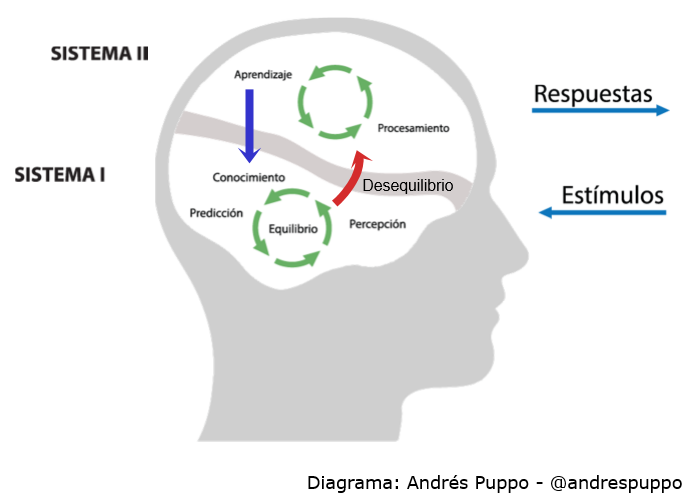 SISTEMA II
Aprendizaje
Procesamiento
Respuestas
SISTEMA I
Conocimiento
Desequilibrio
Estímulos
Predicción
Equilibrio
Percepción
Diagrama: Andrés Puppo - @andrespuppo